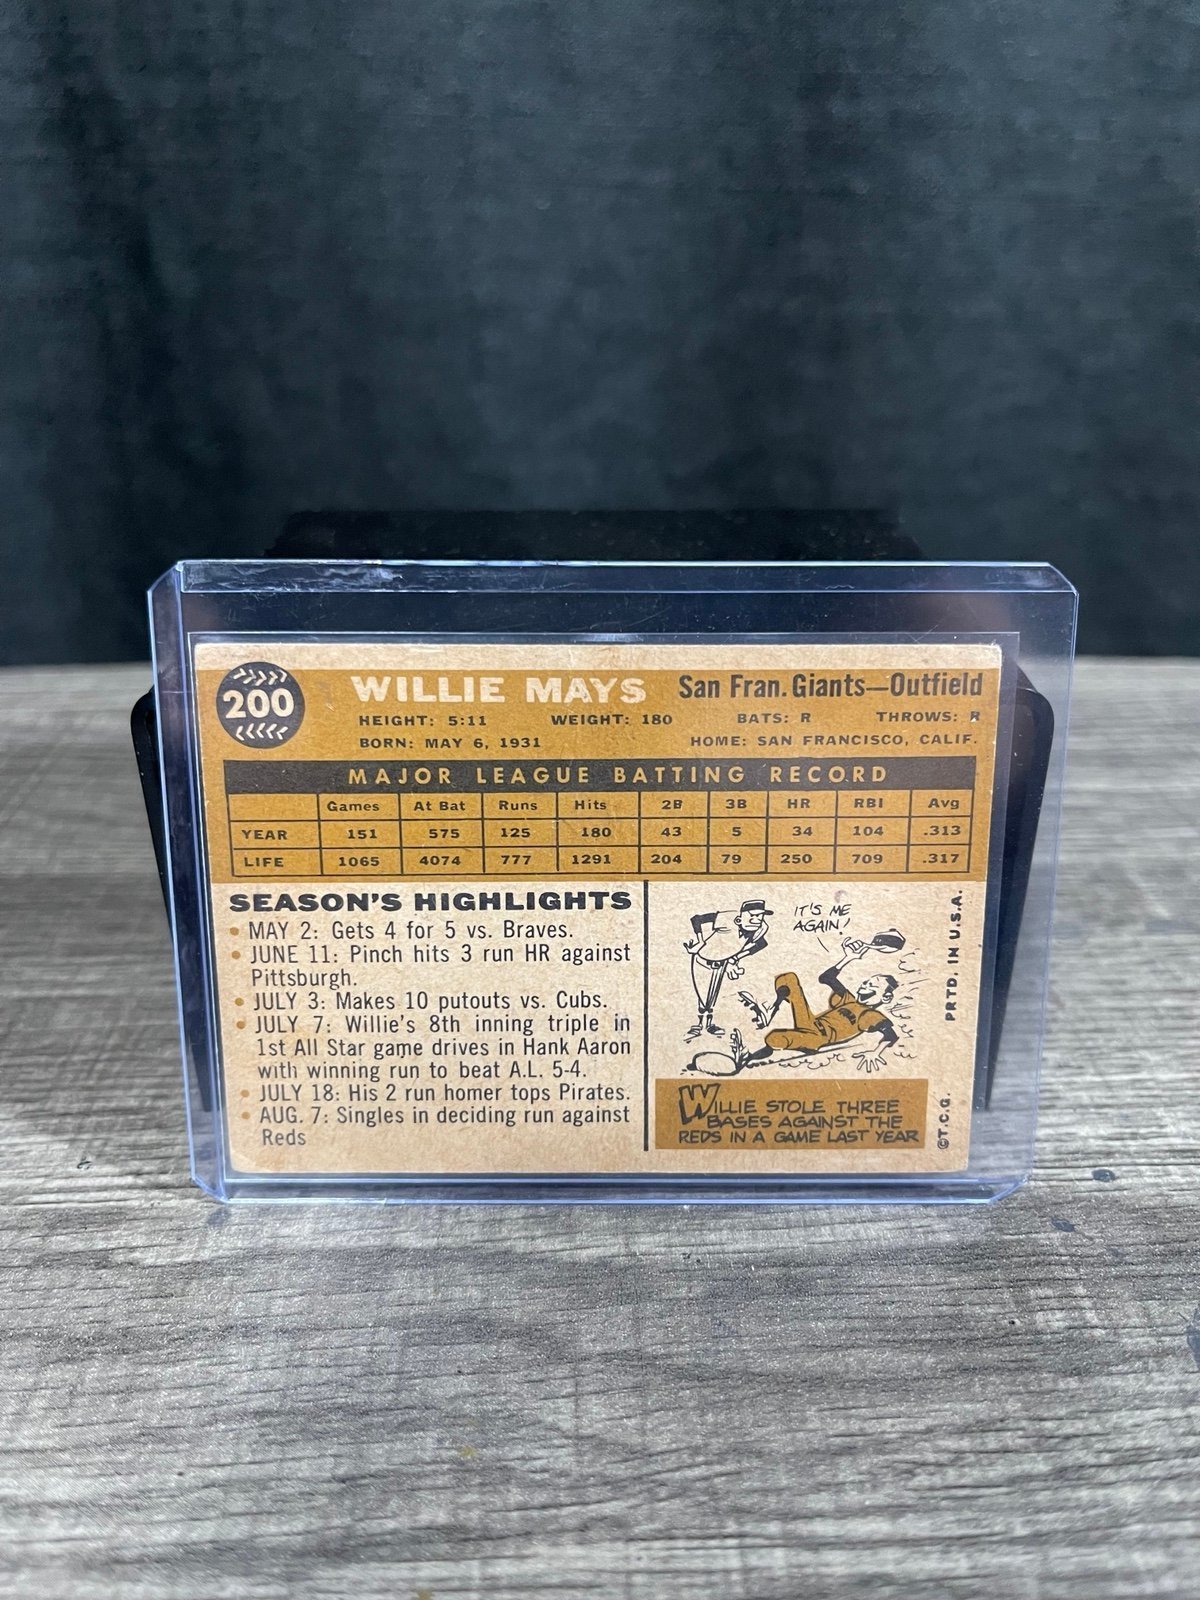 200
WILLIE MAYS San Fran. Giants—Outfield
HEIGHT: 5:11 WEIGHT: 180 BATS: R THROWS: R
BORN: MAY 6, 1931 HOME: SAN FRANCISCO, CALIF.
MAJOR LEAGUE BATTING RECORD
Games At Bat Runs Hits 2B 3B HR RBI Avg
YEAR 151 575 125 180 43 5 34 104 .313
LIFE 1065 4074 777 1291 204 79 250 709 .317
SEASON'S HIGHLIGHTS
• MAY 2: Gets 4 for 5 vs. Braves.
• JUNE 11: Pinch hits 3 run HR against
Pittsburgh.
• JULY 3: Makes 10 putouts vs. Cubs.
• JULY 7: Willie's 8th inning triple in
1st All Star game drives in Hank Aaron
with winning run to beat A.L. 5-4.
• JULY 18: His 2 run homer tops Pirates.
• AUG. 7: Singles in deciding run against
Reds
IT'S ME
AGAIN!
WILLIE STOLE THREE
BASES AGAINST THE
REDS IN A GAME LAST YEAR
©T.C.G. PRTD. IN U.S.A.